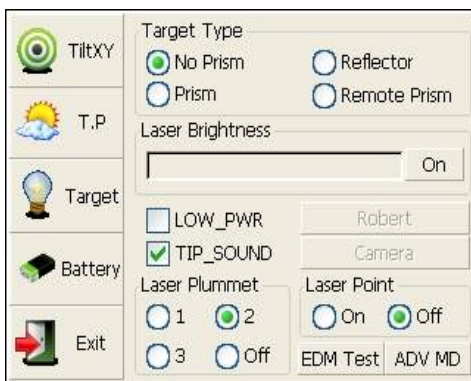 TiltXY
T.P
Target
Battery
Exit
Target Type
No Prism
Reflector
Prism
Remote Prism
Laser Brightness
On
LOW_PWR
Robert
TIP_SOUND
Camera
Laser Plummet
1
2
3
Off
Laser Point
On
Off
EDM Test
ADV MD